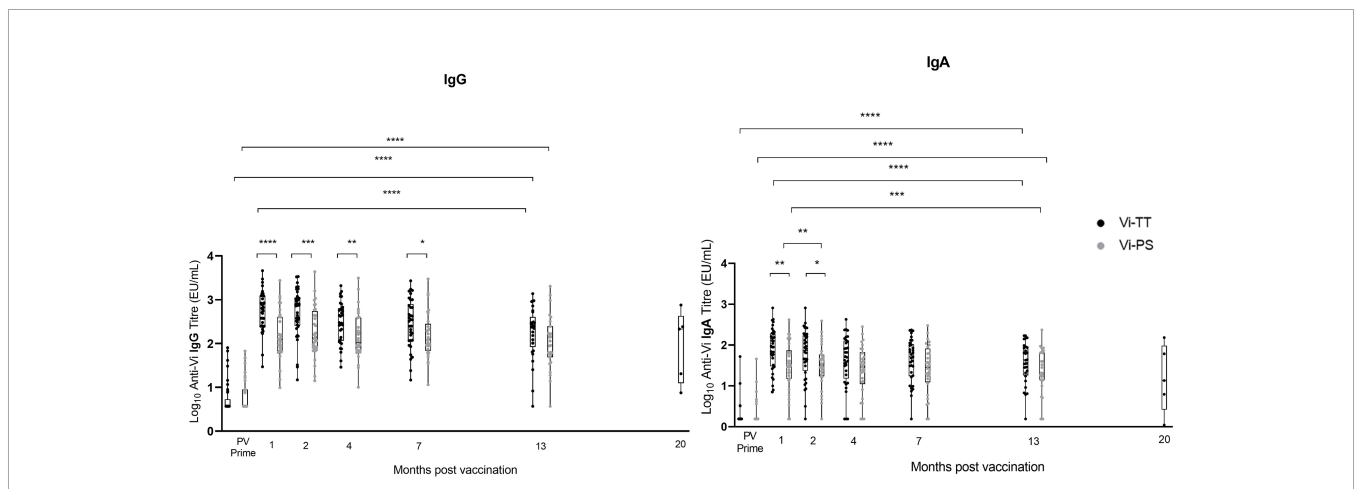 IgG
****
****
****
**** *** ** *
Log10 Anti-Vi IgG Titre (EU/mL)
4
3
2
1
0
PV Prime 1 2 4 7 13 20
Months post vaccination
IgA
****
****
****
***
**
** *
Log10 Anti-Vi IgA Titre (EU/mL)
4
3
2
1
0
PV Prime 1 2 4 7 13 20
Months post vaccination
Vi-TT
Vi-PS